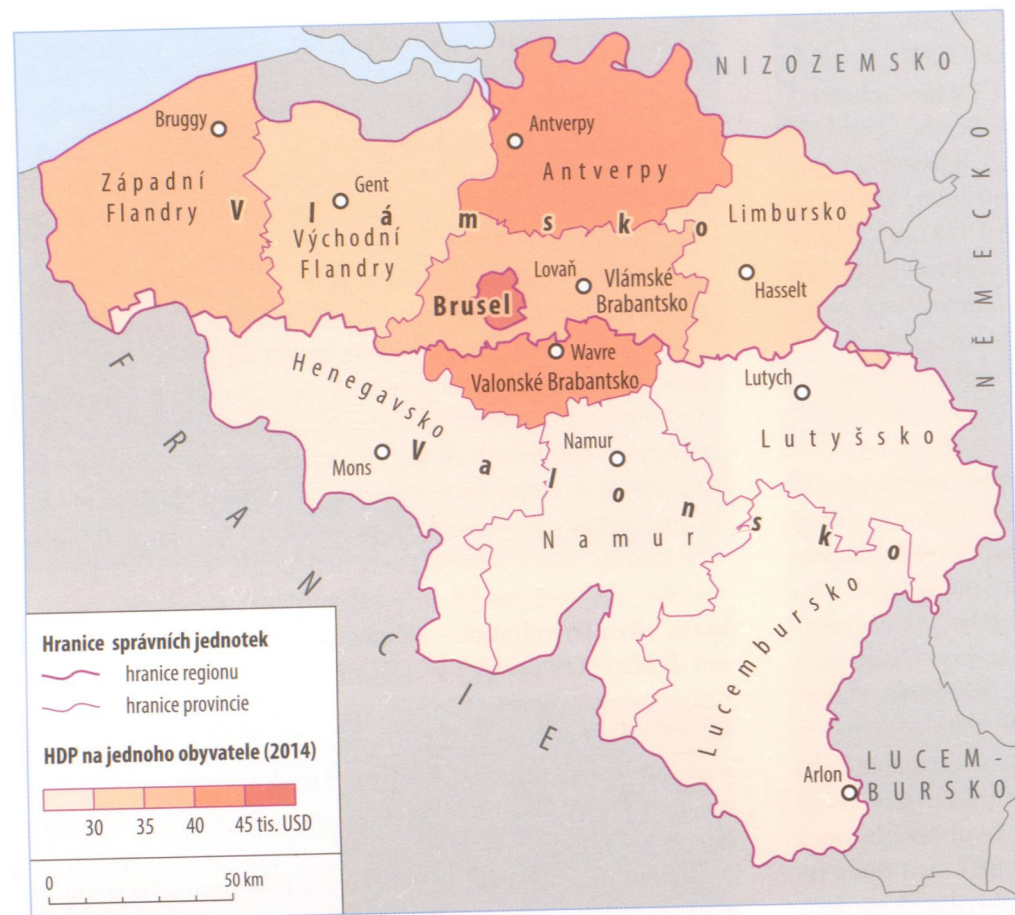 NIZOZEMSKO
NĚMECKO
FRANCIE
LUCEM-
BURSKO
Vlámsko
Valonsko
Bruggy
Západní
Flandry
Gent
Východní
Flandry
Antverpy
Antverpy
Limbursko
Hasselt
Lovaň
Vlámské
Brabantsko
Brusel
Wavre
Valonské Brabantsko
Henegavsko
Mons
Namur
Namur
Lutych
Lutyšsko
Lucembursko
Arlon
Hranice správních jednotek
hranice regionu
hranice provincie
HDP na jednoho obyvatele (2014)
30 35 40 45 tis. USD
0 50 km